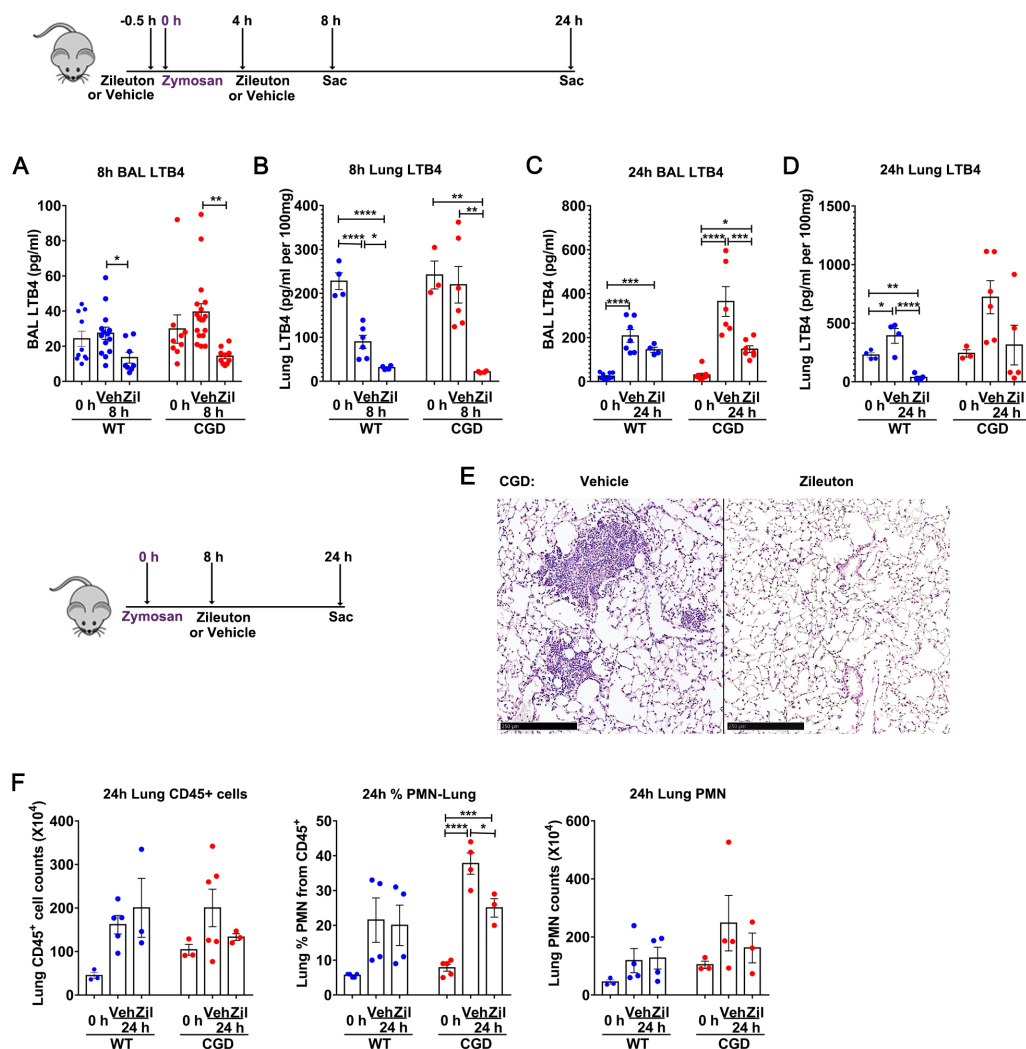 -0.5 h 0 h 4 h 8 h 24 h
Zileuton Zymosan Zileuton Sac Sac
or Vehicle or Vehicle
A
8h BAL LTB4
BAL LTB4 (pg/ml)
100
80
60
40
20
0
*
**
0 h Veh Zil 0 h Veh Zil
8 h 8 h
WT CGD
B
8h Lung LTB4
Lung LTB4 (pg/ml per 100mg)
400
300
200
100
0
**** **
**** * **
0 h Veh Zil 0 h Veh Zil
8 h 8 h
WT CGD
C
24h BAL LTB4
BAL LTB4 (pg/ml)
800
600
400
200
0
*
**** ***
***
****
0 h Veh Zil 0 h Veh Zil
24 h 24 h
WT CGD
D
24h Lung LTB4
Lung LTB4 (pg/ml per 100mg)
1500
1000
500
0
**
* ****
0 h Veh Zil 0 h Veh Zil
24 h 24 h
WT CGD
0 h 8 h 24 h
Zymosan Zileuton Sac
or Vehicle
E
CGD: Vehicle Zileuton
250 µm 250 µm
F
24h Lung CD45+ cells
Lung CD45⁺ cell counts (X10⁴)
400
300
200
100
0
0 h Veh Zil 0 h Veh Zil
24 h 24 h
WT CGD
24h % PMN-Lung
Lung % PMN from CD45⁺
50
40
30
20
10
0
***
**** *
0 h Veh Zil 0 h Veh Zil
24 h 24 h
WT CGD
24h Lung PMN
Lung PMN counts (X10⁴)
600
400
200
0
0 h Veh Zil 0 h Veh Zil
24 h 24 h
WT CGD